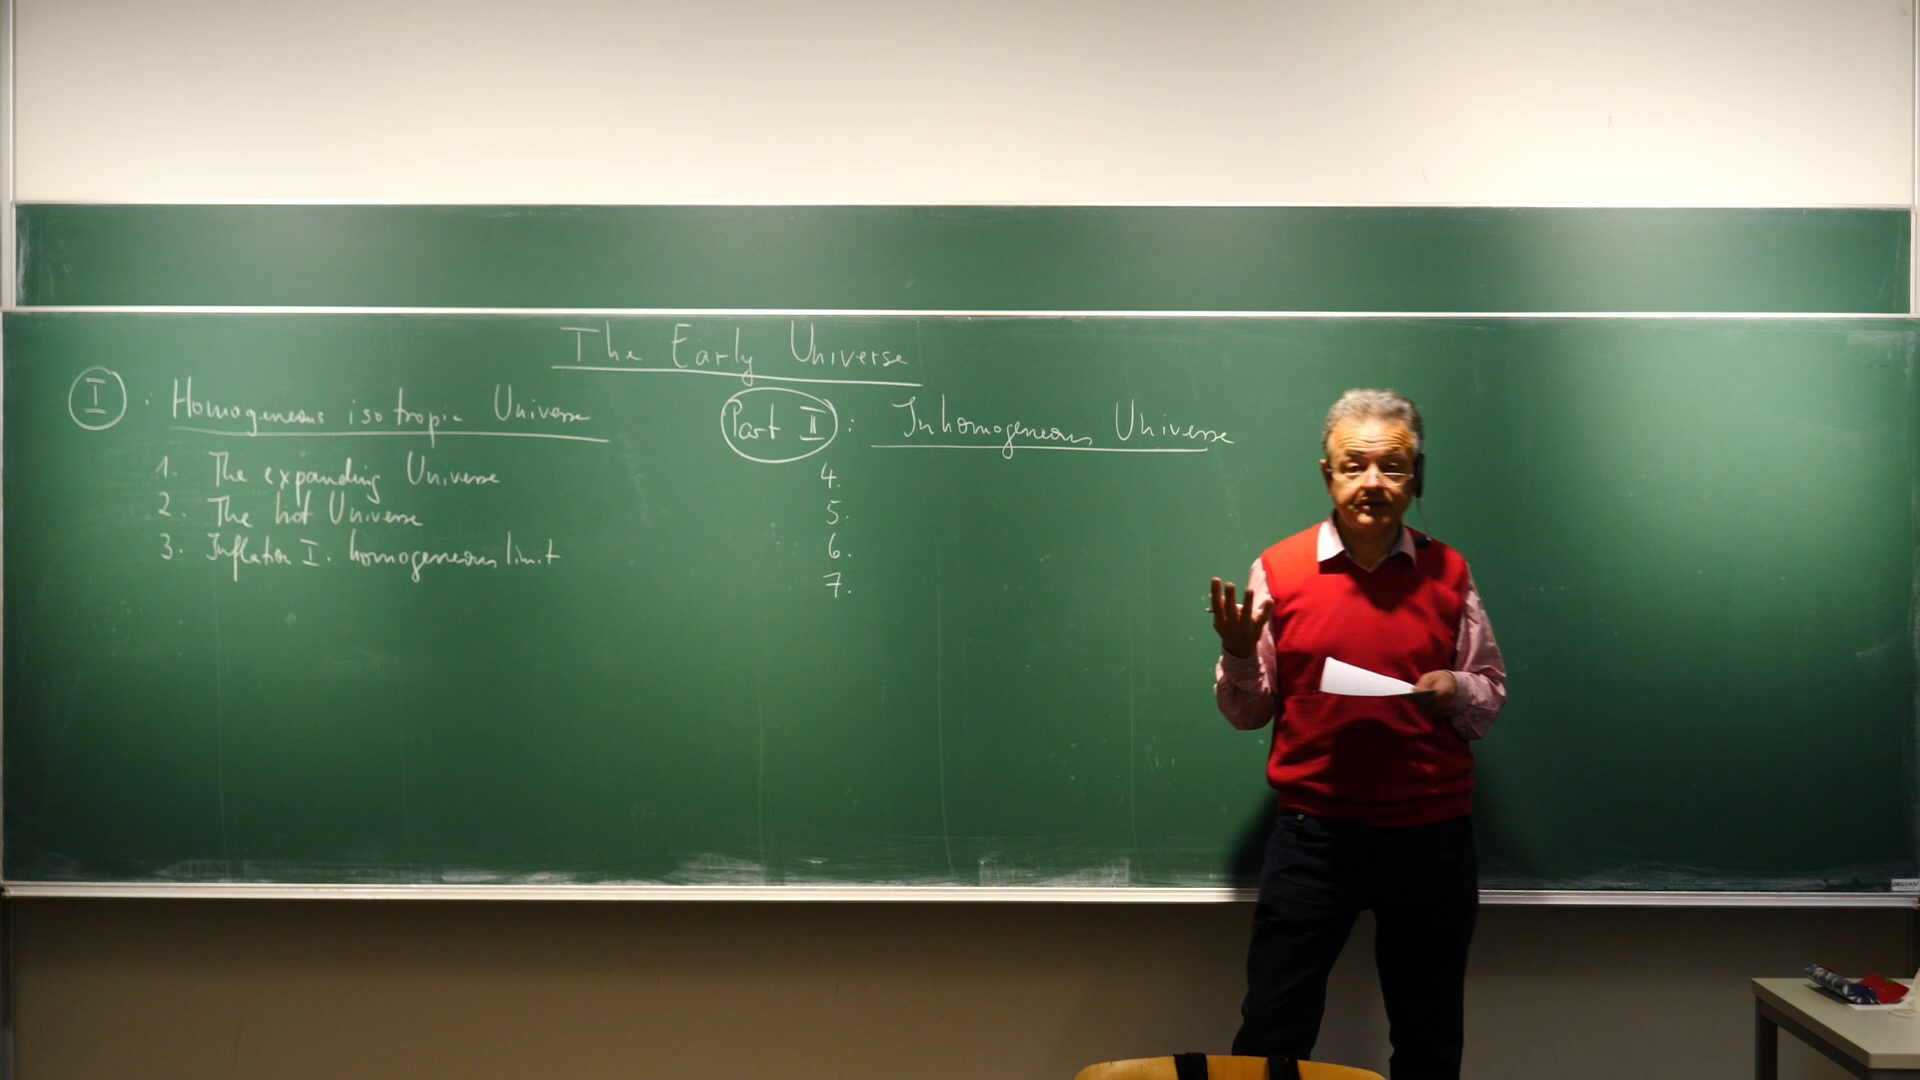 The Early Universe
I : Homogeneous isotropic Universe
1. The expanding Universe
2. The hot Universe
3. Inflation I. homogeneous limit
Part II : Inhomogeneous Universe
4.
5.
6.
7.